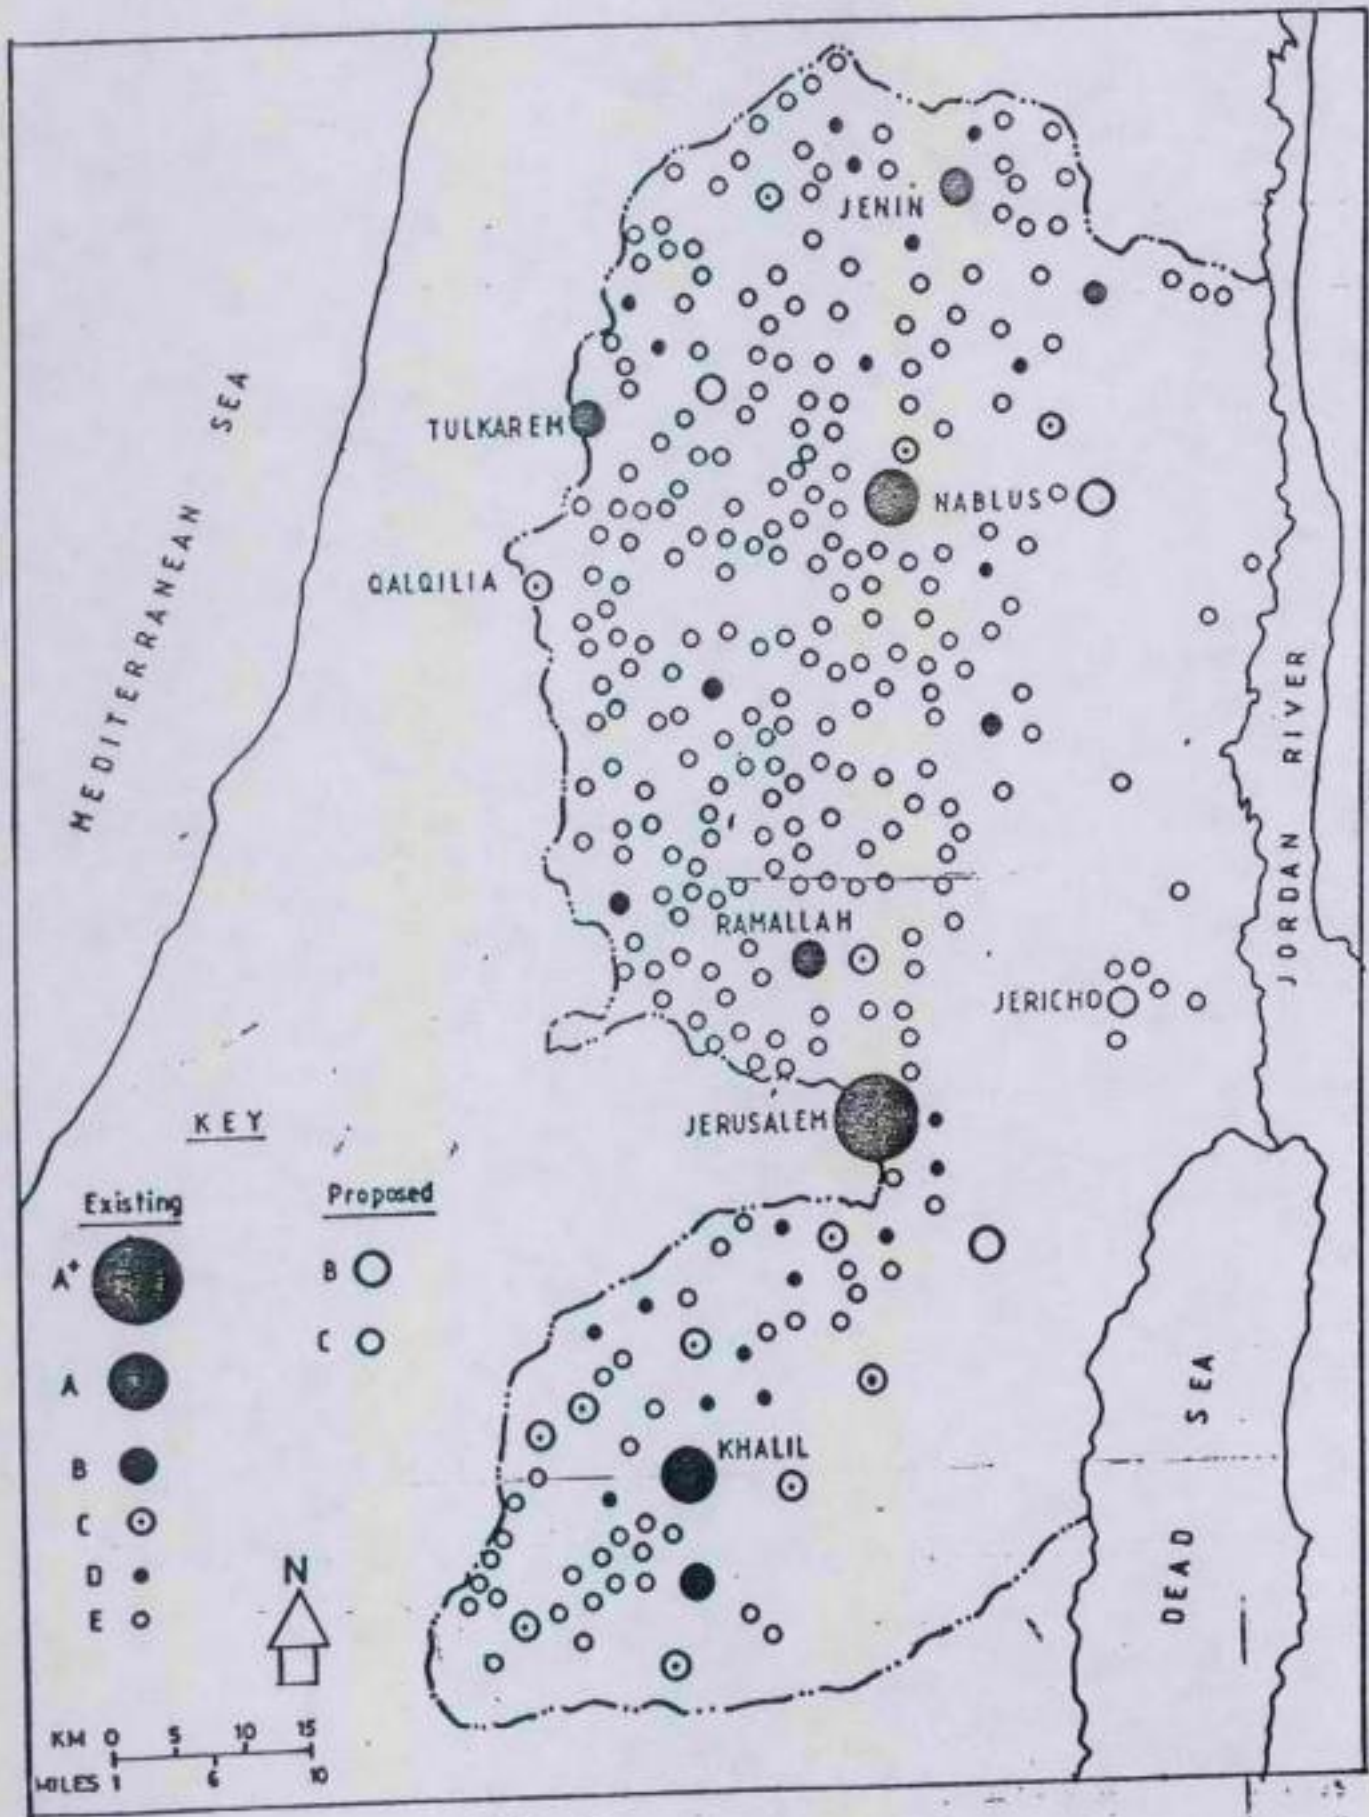 JENIN
MEDITERRANEAN SEA
TULKAREM
NABLUS
QALQILIA
JORDAN RIVER
RAMALLAH
JERICHO
JERUSALEM
KEY
Existing
Proposed
A+
B
A
C
B
C
D
E
KHALIL
DEAD SEA
N
KM 0 5 10 15
MILES 1 6 10